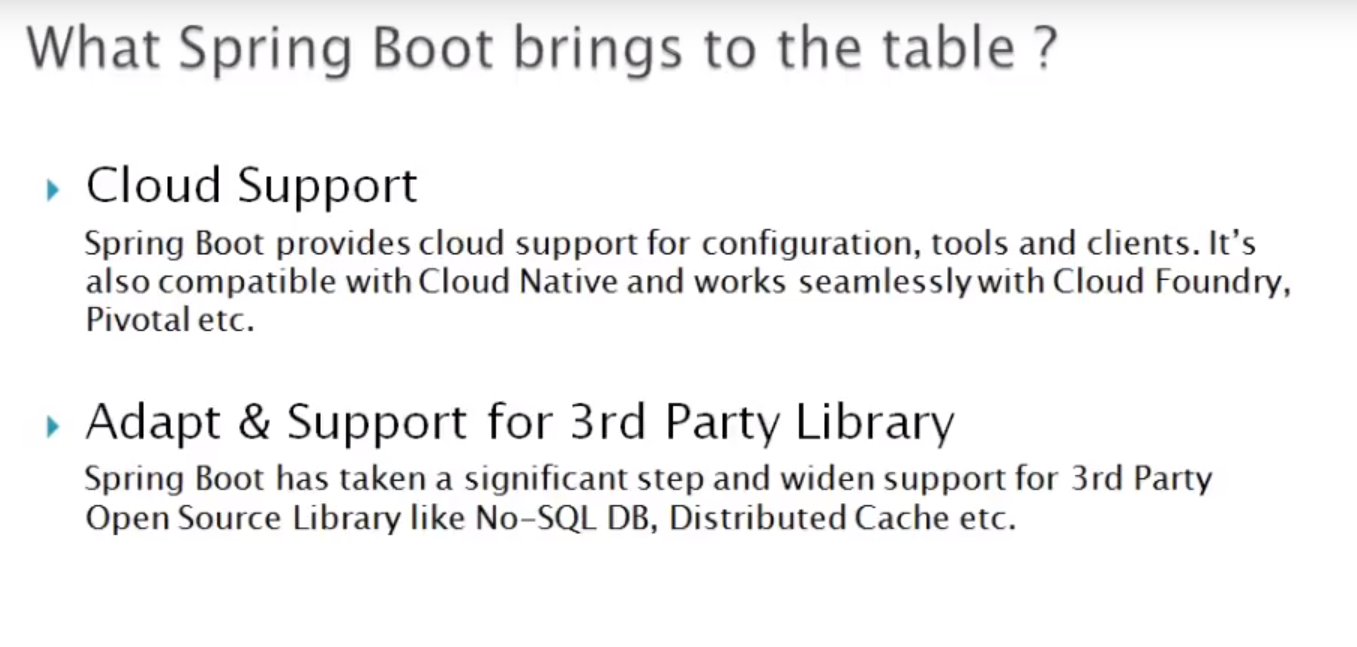 What Spring Boot brings to the table ?
Cloud Support
Spring Boot provides cloud support for configuration, tools and clients. It's
also compatible with Cloud Native and works seamlessly with Cloud Foundry,
Pivotal etc.
Adapt & Support for 3rd Party Library
Spring Boot has taken a significant step and widen support for 3rd Party
Open Source Library like No-SQL DB, Distributed Cache etc.